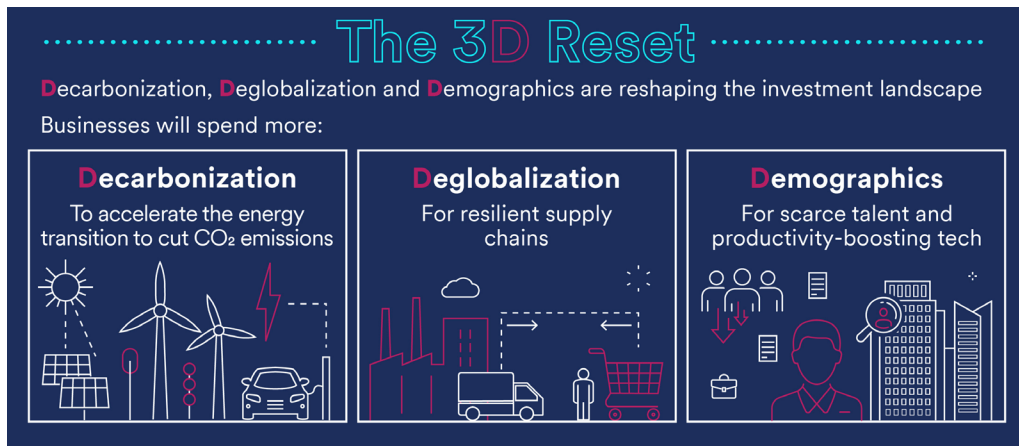 The 3D Reset
Decarbonization, Deglobalization and Demographics are reshaping the investment landscape
Businesses will spend more:
Decarbonization
To accelerate the energy
transition to cut CO₂ emissions
Deglobalization
For resilient supply
chains
Demographics
For scarce talent and
productivity-boosting tech